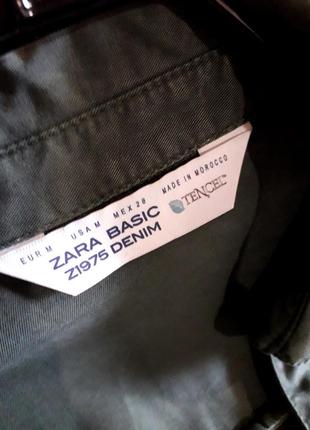 EUR M USA M MEX 28 MADE IN MOROCCO
ZARA BASIC
Z1975 DENIM
TENCEL